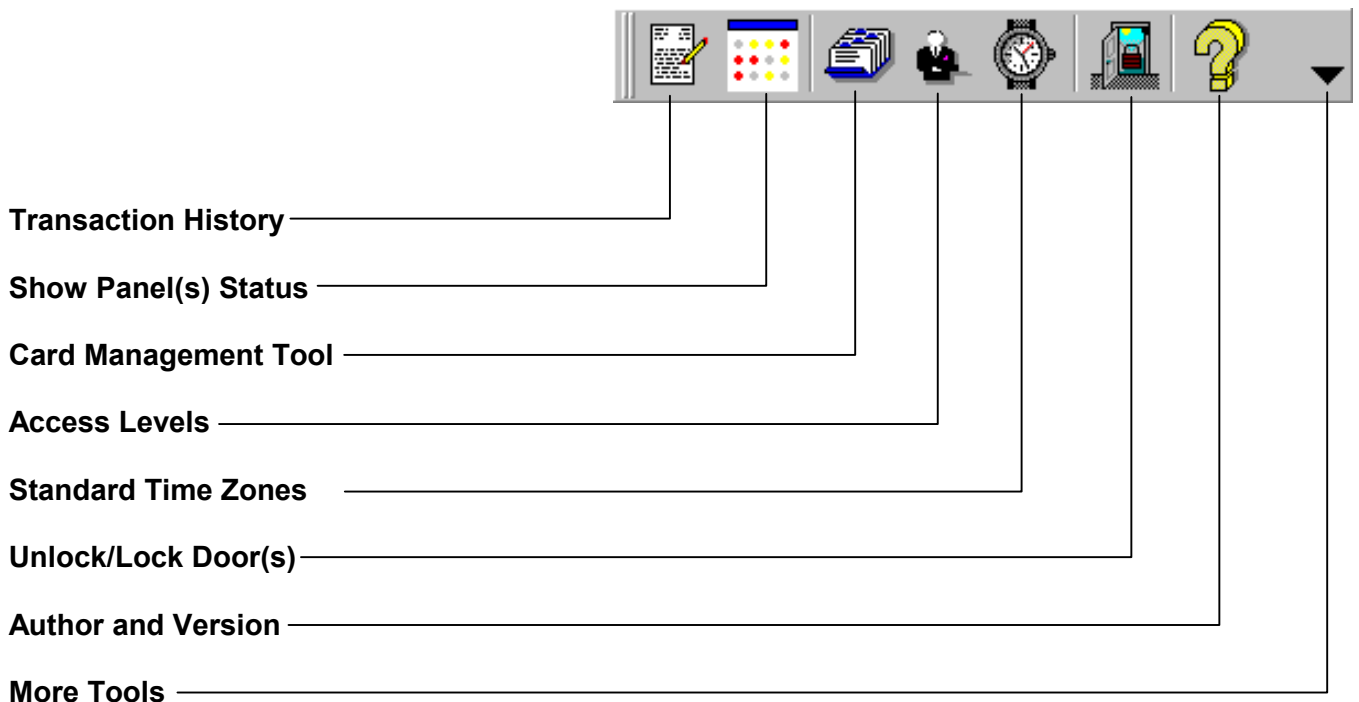 Transaction History
Show Panel(s) Status
Card Management Tool
Access Levels
Standard Time Zones
Unlock/Lock Door(s)
Author and Version
More Tools